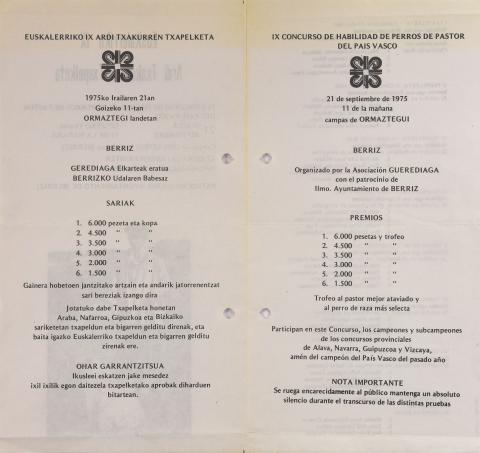 EUSKALERRIKO IX ARDI TXAKURREN TXAPELKETA
1975ko Irailaren 21an
Goizeko 11-tan
ORMAZTEGI landetan
BERRIZ
GEREDIAGA Elkarteak eratua
BERRIZKO Udalaren Babesaz
SARIAK
1. 6.000 pezeta eta kopa
2. 4.500 " "
3. 3.500 " "
4. 3.000 " "
5. 2.000 " "
6. 1.500 " "
Gainera hobetoen jantzitako artzain eta andarik jatorrenentzat
sari bereziak izango dira
Jotatuko dabe Txapelketa honetan
Araba, Nafarroa, Gipuzkoa eta Bizkaiko
sariketetan txapeldun eta bigarren gelditu direnak, eta
baita igazko Euskalerriko txapeldun eta bigarren gelditu
zirenak ere.
OHAR GARRANTZITSUA
Ikusleei eskatzen jake mesedez
ixil ixilik egon daitezela txapelketako aprobak diharduen
bitartean.
IX CONCURSO DE HABILIDAD DE PERROS DE PASTOR
DEL PAIS VASCO
21 de septiembre de 1975
11 de la mañana
campas de ORMAZTEGUI
BERRIZ
Organizado por la Asociación GUEREDIAGA
con el patrocinio de
Ilmo. Ayuntamiento de BERRIZ
PREMIOS
1. 6.000 pesetas y trofeo
2. 4.500 " "
3. 3.500 " "
4. 3.000 " "
5. 2.000 " "
6. 1.500 " "
Trofeo al pastor mejor ataviado y
al perro de raza más selecta
Participan en este Concurso, los campeones y subcampeones
de los concursos provinciales
de Alava, Navarra, Guipuzcoa y Vizcaya,
amén del campeón del País Vasco del pasado año
NOTA IMPORTANTE
Se ruega encarecidamente al público mantenga un absoluto
silencio durante el transcurso de las distintas pruebas